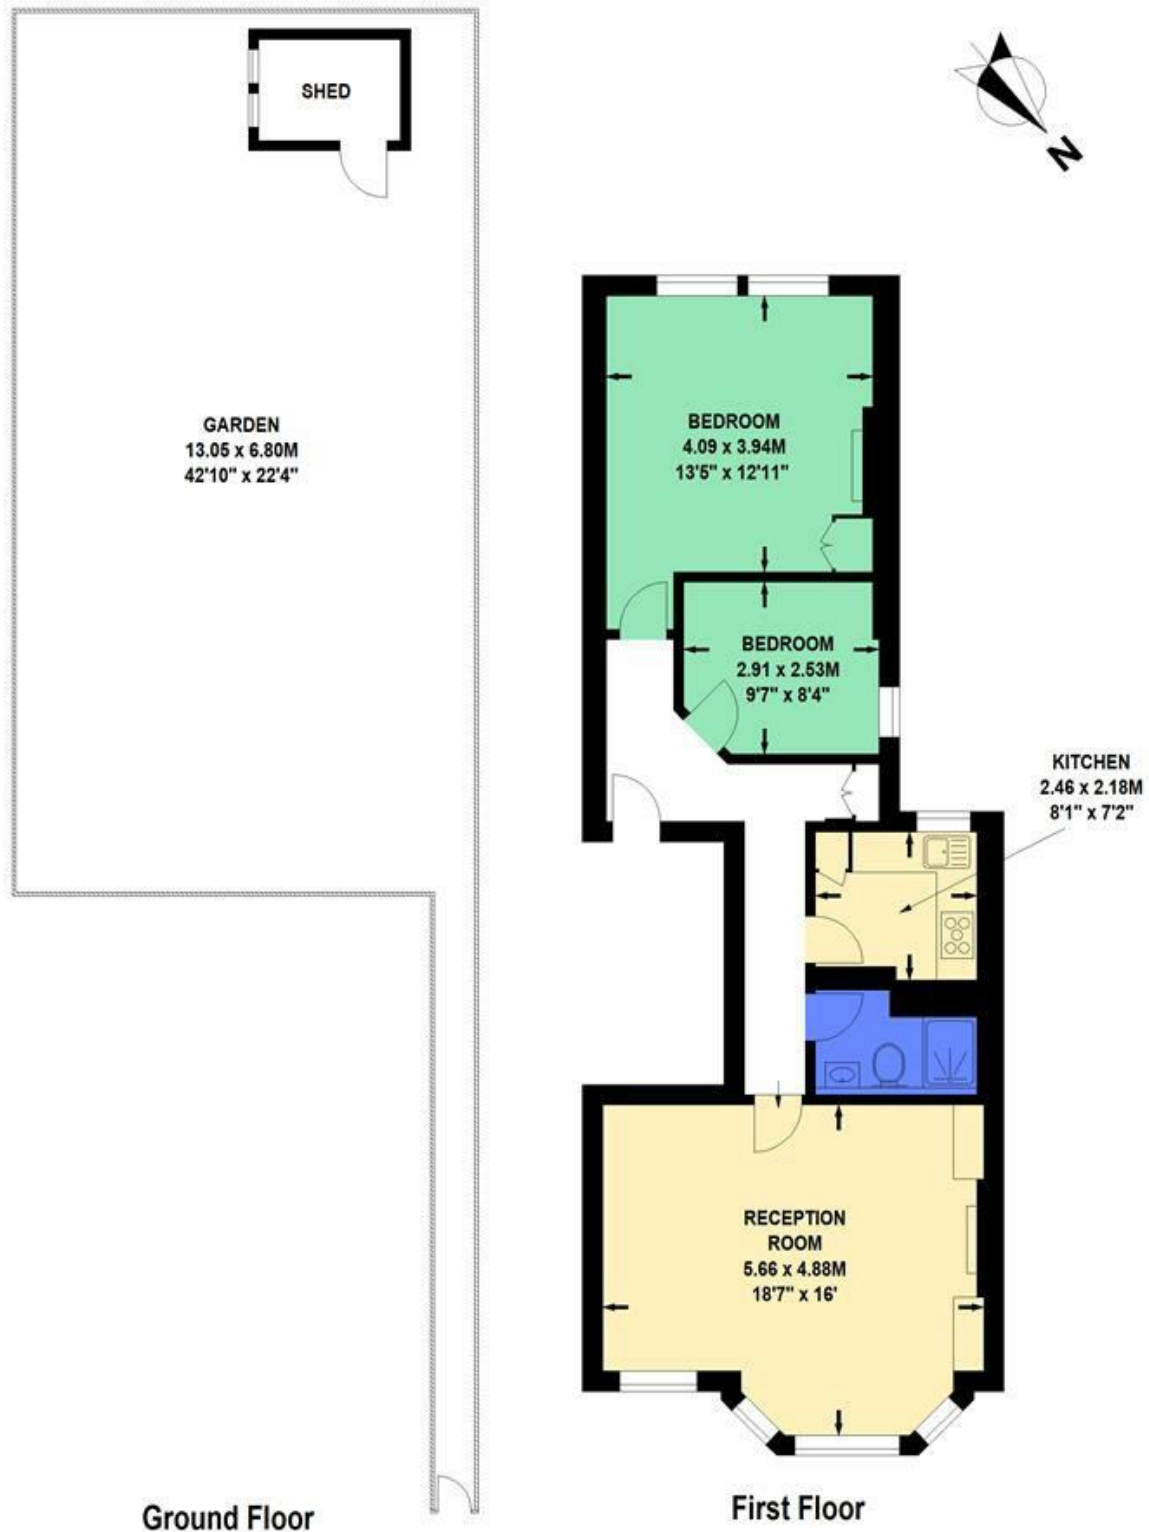 SHED
N
GARDEN
13.05 x 6.80M
42'10" x 22'4"
BEDROOM
4.09 x 3.94M
13'5" x 12'11"
BEDROOM
2.91 x 2.53M
9'7" x 8'4"
KITCHEN
2.46 x 2.18M
8'1" x 7'2"
RECEPTION
ROOM
5.66 x 4.88M
18'7" x 16'
Ground Floor
First Floor